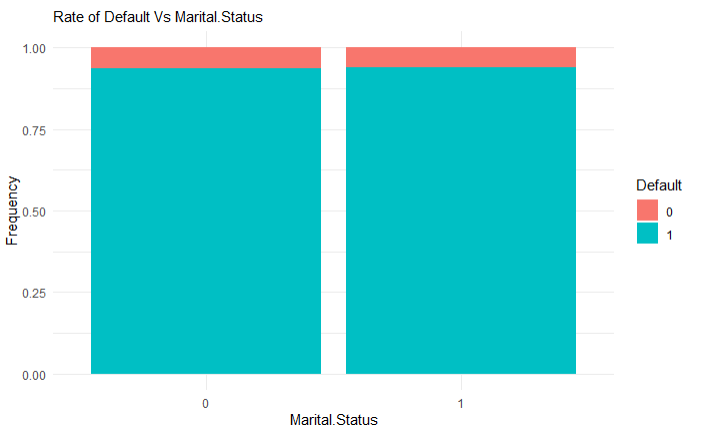 Rate of Default Vs Marital.Status
1.00
0.75
0.50
0.25
0.00
Frequency
0
1
Marital.Status
Default
0
1